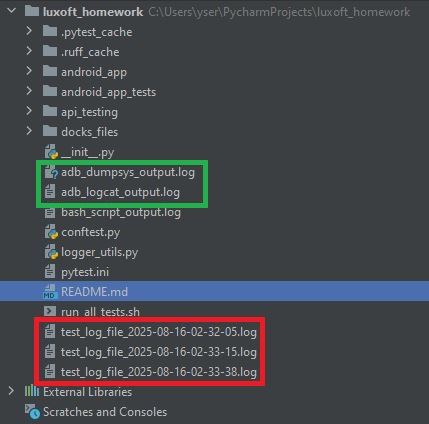 luxoft_homework C:\Users\yser\PycharmProjects\luxoft_homework
.pytest_cache
.ruff_cache
android_app
android_app_tests
api_testing
docks_files
__init__.py
adb_dumpsys_output.log
adb_logcat_output.log
bash_script_output.log
conftest.py
logger_utils.py
pytest.ini
README.md
run_all_tests.sh
test_log_file_2025-08-16-02-32-05.log
test_log_file_2025-08-16-02-33-15.log
test_log_file_2025-08-16-02-33-38.log
External Libraries
Scratches and Consoles